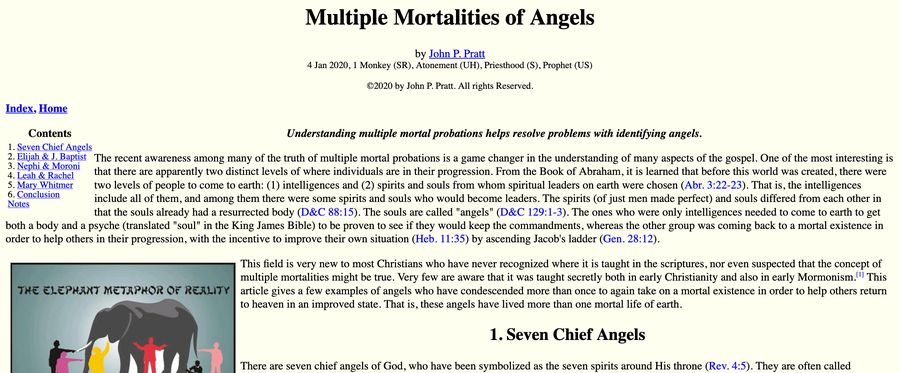 Multiple Mortalities of Angels
by John P. Pratt
4 Jan 2020, 1 Monkey (SR), Atonement (UH), Priesthood (S), Prophet (US)
©2020 by John P. Pratt. All rights Reserved.
Index, Home
Contents
1. Seven Chief Angels
2. Elijah & J. Baptist
3. Nephi & Moroni
4. Leah & Rachel
5. Mary Whitmer
6. Conclusion
Notes
Understanding multiple mortal probations helps resolve problems with identifying angels.
The recent awareness among many of the truth of multiple mortal probations is a game changer in the understanding of many aspects of the gospel. One of the most interesting is
that there are apparently two distinct levels of where individuals are in their progression. From the Book of Abraham, it is learned that before this world was created, there were
two levels of people to come to earth: (1) intelligences and (2) spirits and souls from whom spiritual leaders on earth were chosen (Abr. 3:22-23). That is, the intelligences
include all of them, and among them there were some spirits and souls who would become leaders. The spirits (of just men made perfect) and souls differed from each other in
that the souls already had a resurrected body (D&C 88:15). The souls are called "angels" (D&C 129:1-3). The ones who were only intelligences needed to come to earth to get
both a body and a psyche (translated "soul" in the King James Bible) to be proven to see if they would keep the commandments, whereas the other group was coming back to a mortal existence in
order to help others in their progression, with the incentive to improve their own situation (Heb. 11:35) by ascending Jacob's ladder (Gen. 28:12).
THE ELEPHANT METAPHOR OF REALITY
This field is very new to most Christians who have never recognized where it is taught in the scriptures, nor even suspected that the concept of
multiple mortalities might be true. Very few are aware that it was taught secretly both in early Christianity and also in early Mormonism.[1] This
article gives a few examples of angels who have condescended more than once to again take on a mortal existence in order to help others return
to heaven in an improved state. That is, these angels have lived more than one mortal life of earth.
1. Seven Chief Angels
There are seven chief angels of God, who have been symbolized as the seven spirits around His throne (Rev. 4:5). They are often called